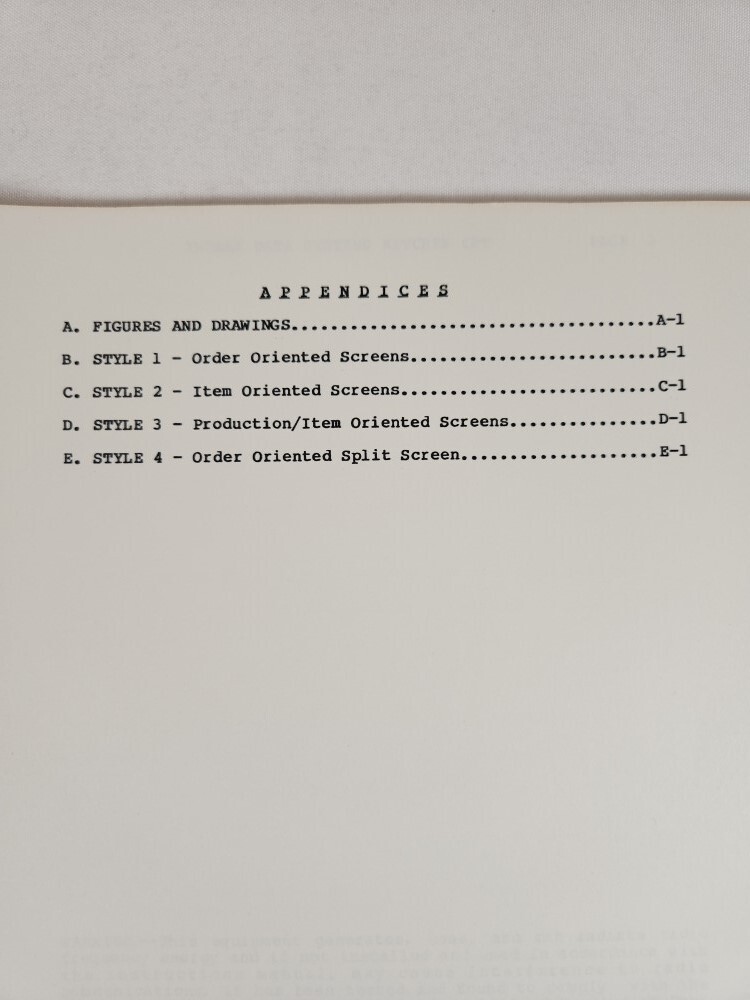 A P P E N D I C E S
A. FIGURES AND DRAWINGS.....................................A-1
B. STYLE 1 - Order Oriented Screens.........................B-1
C. STYLE 2 - Item Oriented Screens..........................C-1
D. STYLE 3 - Production/Item Oriented Screens...............D-1
E. STYLE 4 - Order Oriented Split Screen....................E-1